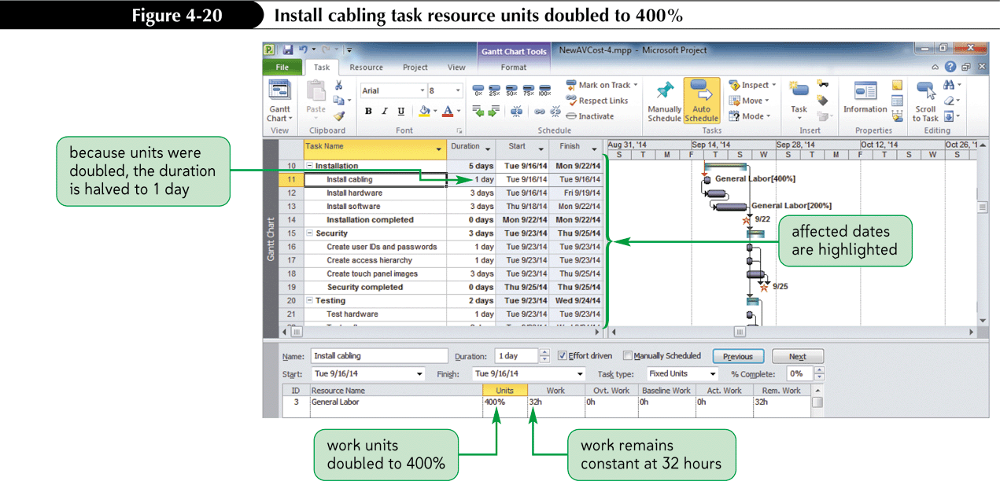 Figure 4-20 Install cabling task resource units doubled to 400%
NewAVCost-4.mpp - Microsoft Project
Gantt Chart Tools
File Task Resource Project View Format
Gantt Chart
Paste
Arial 8
B I U
0% 25% 50% 75% 100%
Mark on Track
Respect Links
Inactivate
Manually Schedule
Auto Schedule
Inspect
Move
Mode
Task
Information
Scroll to Task
View Clipboard Font Schedule Tasks Insert Properties Editing
Task Name Duration Start Finish
Aug 31, '14 Sep 14, '14 Sep 28, '14 Oct 12, '14 Oct 26, '1
S T M F T S W S T M F T S W S
10 Installation 5 days Tue 9/16/14 Mon 9/22/14
11 Install cabling 1 day Tue 9/16/14 Tue 9/16/14 General Labor[400%]
12 Install hardware 3 days Tue 9/16/14 Fri 9/19/14
13 Install software 3 days Thu 9/18/14 Mon 9/22/14 General Labor[200%]
14 Installation completed 0 days Mon 9/22/14 Mon 9/22/14 9/22
15 Security 3 days Tue 9/23/14 Thu 9/25/14
16 Create user IDs and passwords 1 day Tue 9/23/14 Tue 9/23/14
17 Create access hierarchy 1 day Tue 9/23/14 Tue 9/23/14
18 Create touch panel images 3 days Tue 9/23/14 Thu 9/25/14
19 Security completed 0 days Thu 9/25/14 Thu 9/25/14 9/25
20 Testing 2 days Tue 9/23/14 Wed 9/24/14
21 Test hardware 1 day Tue 9/23/14 Tue 9/23/14
Gantt Chart
because units were
doubled, the duration
is halved to 1 day
affected dates
are highlighted
Name: Install cabling Duration: 1 day Effort driven Manually Scheduled Previous Next
Start: Tue 9/16/14 Finish: Tue 9/16/14 Task type: Fixed Units % Complete: 0%
ID Resource Name Units Work Ovt. Work Baseline Work Act. Work Rem. Work
3 General Labor 400% 32h 0h 0h 0h 32h
work units
doubled to 400%
work remains
constant at 32 hours